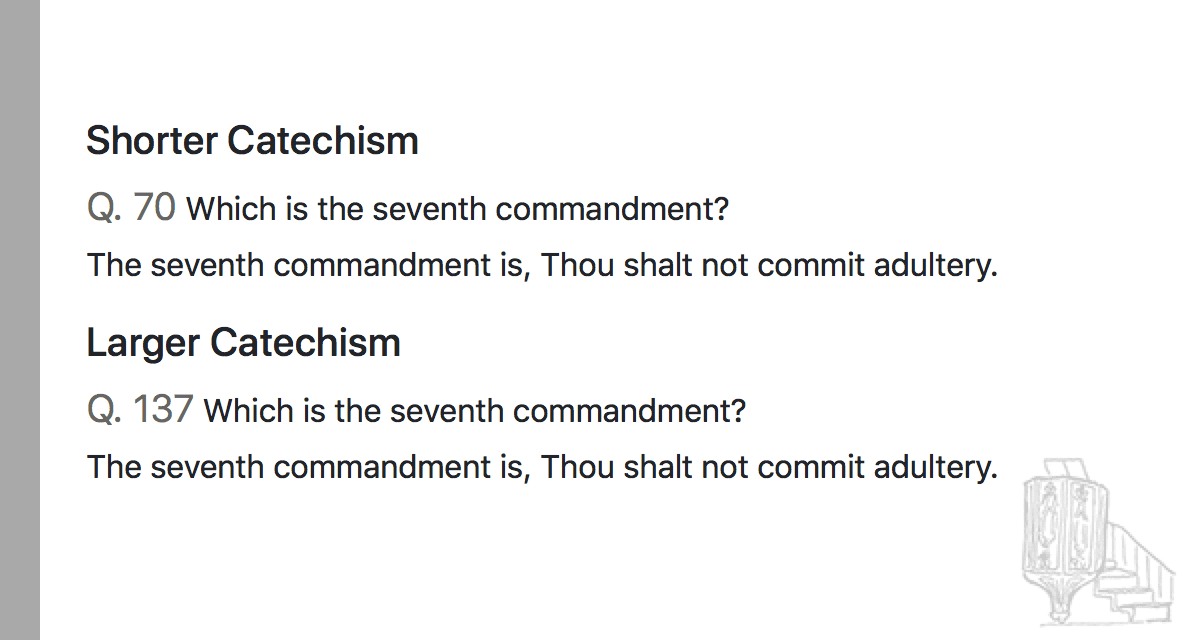 Shorter Catechism
Q. 70 Which is the seventh commandment?
The seventh commandment is, Thou shalt not commit adultery.
Larger Catechism
Q. 137 Which is the seventh commandment?
The seventh commandment is, Thou shalt not commit adultery.